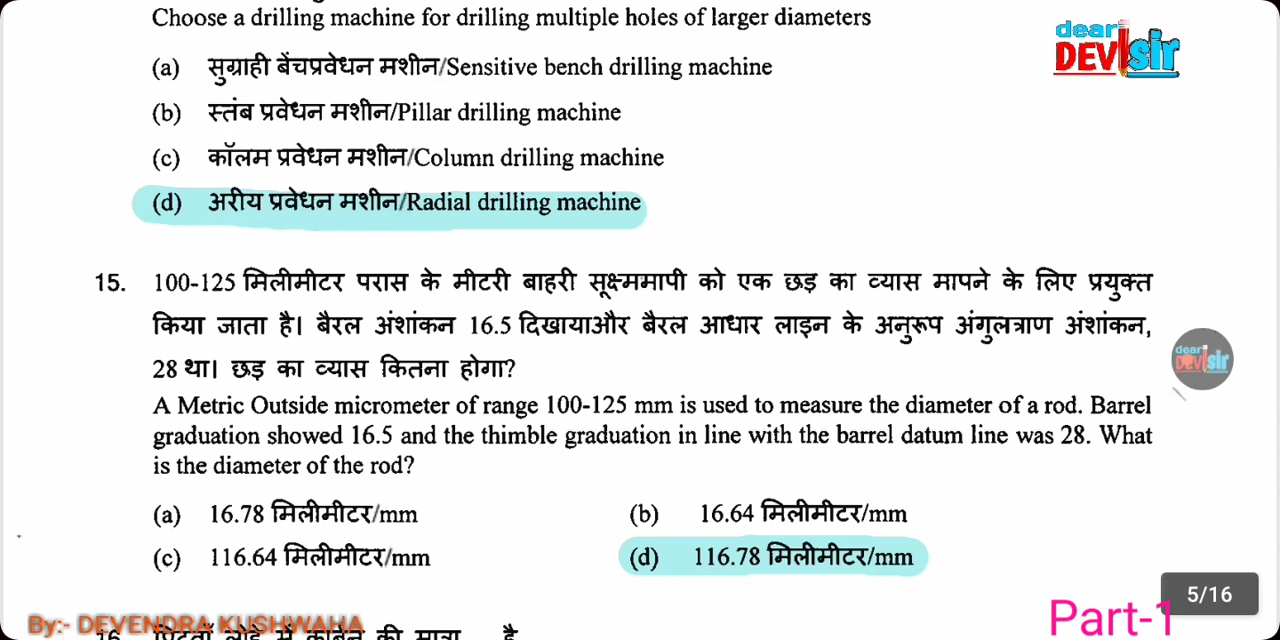 Choose a drilling machine for drilling multiple holes of larger diameters
dear
DEV sir
(a) सुग्राही बेंचप्रवेधन मशीन/Sensitive bench drilling machine
(b) स्तंब प्रवेधन मशीन/Pillar drilling machine
(c) कॉलम प्रवेधन मशीन/Column drilling machine
(d) अरीय प्रवेधन मशीन/Radial drilling machine
15. 100-125 मिलीमीटर परास के मीटरी बाहरी सूक्ष्ममापी को एक छड़ का व्यास मापने के लिए प्रयुक्त
किया जाता है। बैरल अंशांकन 16.5 दिखायाऔर बैरल आधार लाइन के अनुरूप अंगुलत्राण अंशांकन,
28 था। छड़ का व्यास कितना होगा?
dear
DEV sir
A Metric Outside micrometer of range 100-125 mm is used to measure the diameter of a rod. Barrel
graduation showed 16.5 and the thimble graduation in line with the barrel datum line was 28. What
is the diameter of the rod?
(a) 16.78 मिलीमीटर/mm (b) 16.64 मिलीमीटर/mm
(c) 116.64 मिलीमीटर/mm (d) 116.78 मिलीमीटर/mm
5/16
Part-1
By:- DEVENDRA KUSHWAHA